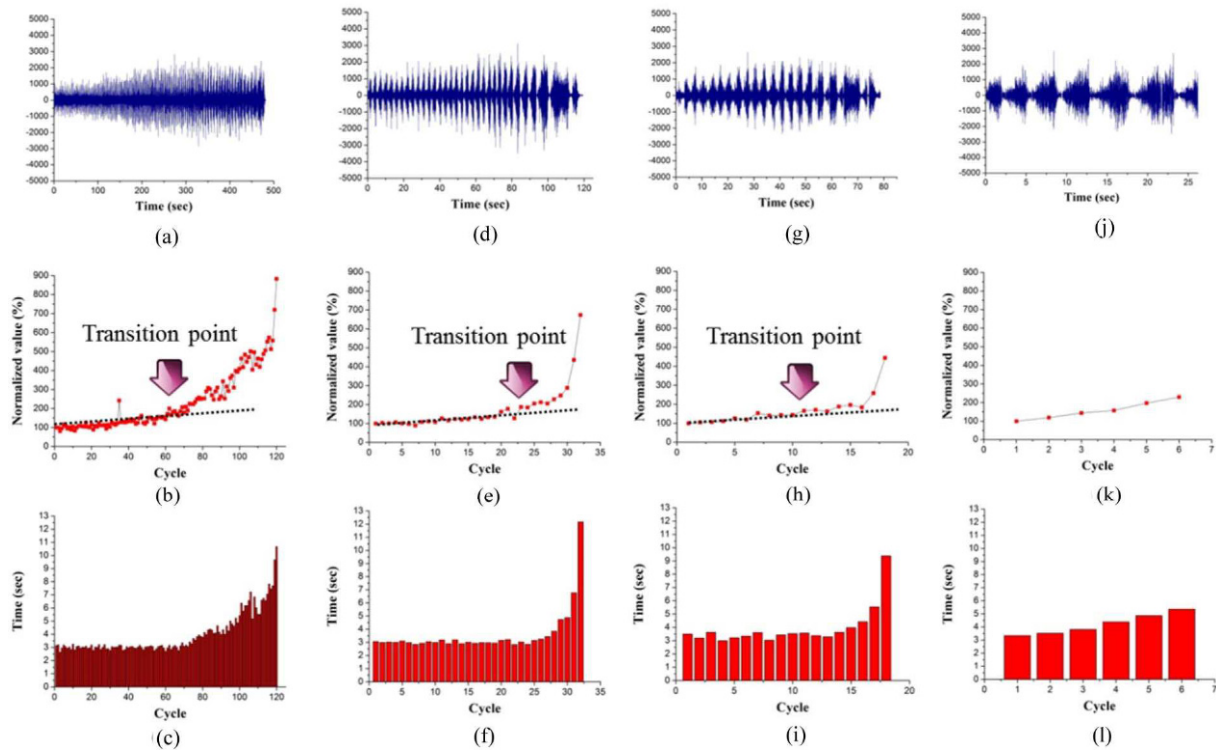 5000
4000
3000
2000
1000
0
-1000
-2000
-3000
-4000
-5000
0 100 200 300 400 500
Time (sec)
(a)
5000
4000
3000
2000
1000
0
-1000
-2000
-3000
-4000
-5000
0 20 40 60 80 100 120
Time (sec)
(d)
5000
4000
3000
2000
1000
0
-1000
-2000
-3000
-4000
-5000
0 10 20 30 40 50 60 70 80
Time (sec)
(g)
5000
4000
3000
2000
1000
0
-1000
-2000
-3000
-4000
-5000
0 5 10 15 20 25
Time (sec)
(j)
Normalized value (%)
900
800
700
600
500
400
300
200
100
0
Transition point
0 20 40 60 80 100 120
Cycle
(b)
Normalized value (%)
900
800
700
600
500
400
300
200
100
0
Transition point
0 5 10 15 20 25 30 35
Cycle
(e)
Normalized value (%)
900
800
700
600
500
400
300
200
100
0
Transition point
0 5 10 15 20
Cycle
(h)
Normalized value (%)
900
800
700
600
500
400
300
200
100
0
0 1 2 3 4 5 6 7
Cycle
(k)
Time (sec)
13
12
11
10
9
8
7
6
5
4
3
2
1
0
0 20 40 60 80 100 120
Cycle
(c)
Time (sec)
13
12
11
10
9
8
7
6
5
4
3
2
1
0
0 5 10 15 20 25 30 35
Cycle
(f)
Time (sec)
13
12
11
10
9
8
7
6
5
4
3
2
1
0
0 5 10 15 20
Cycle
(i)
Time (sec)
13
12
11
10
9
8
7
6
5
4
3
2
1
0
0 1 2 3 4 5 6 7
Cycle
(l)